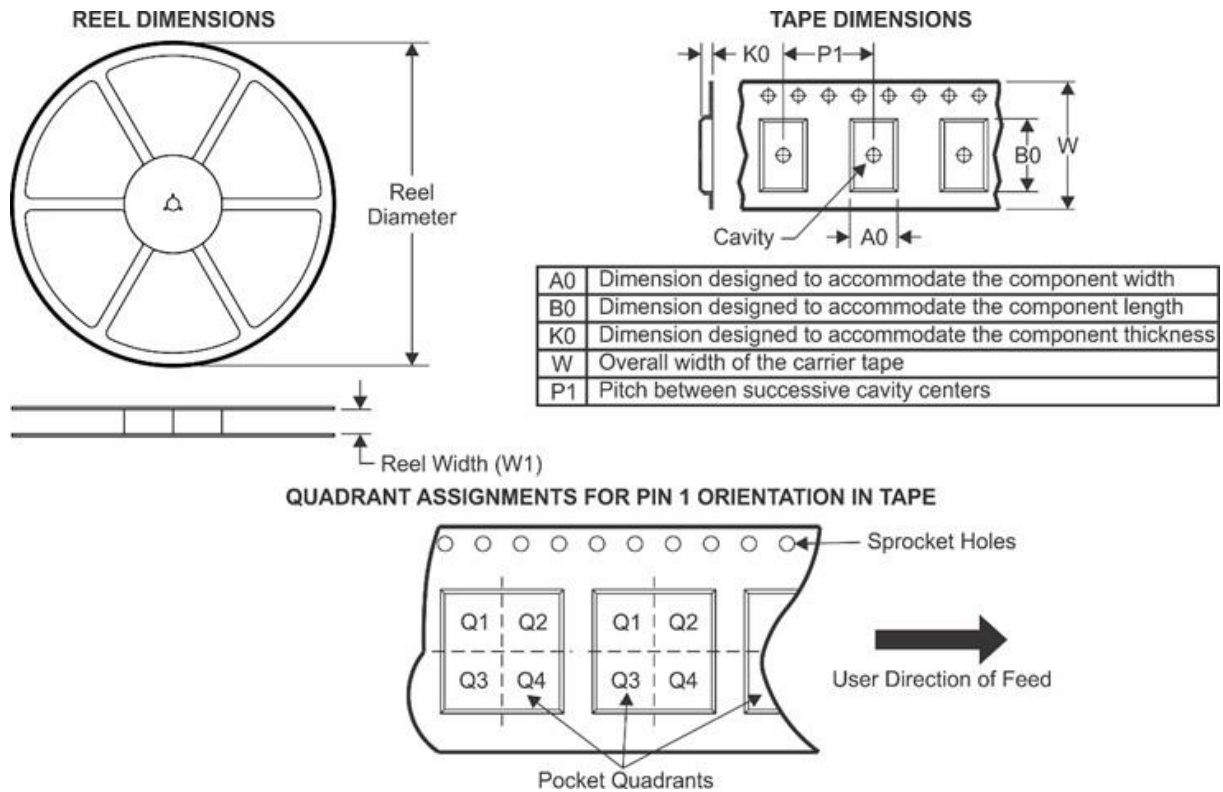 REEL DIMENSIONS
TAPE DIMENSIONS
K0
P1
Reel
Diameter
B0
W
Cavity
A0
A0 Dimension designed to accommodate the component width
B0 Dimension designed to accommodate the component length
K0 Dimension designed to accommodate the component thickness
W Overall width of the carrier tape
P1 Pitch between successive cavity centers
Reel Width (W1)
QUADRANT ASSIGNMENTS FOR PIN 1 ORIENTATION IN TAPE
Sprocket Holes
Q1 Q2 Q1 Q2
Q3 Q4 Q3 Q4
User Direction of Feed
Pocket Quadrants